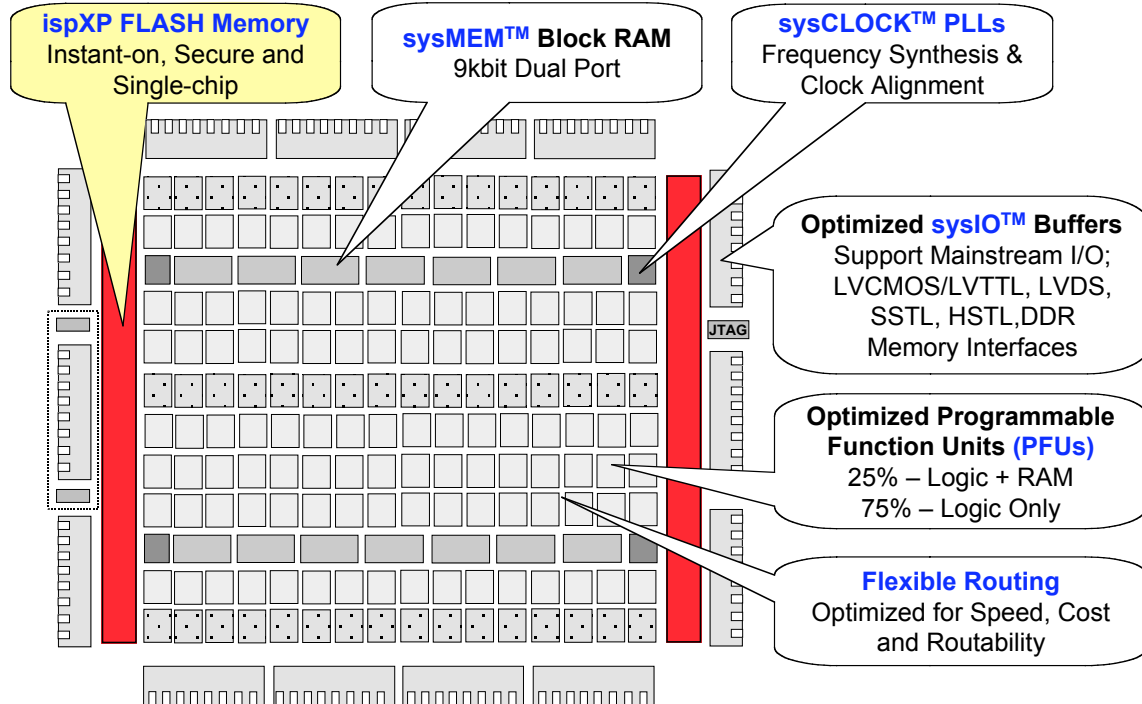 ispXP FLASH Memory
Instant-on, Secure and
Single-chip
sysMEM™ Block RAM
9kbit Dual Port
sysCLOCK™ PLLs
Frequency Synthesis &
Clock Alignment
Optimized sysIO™ Buffers
Support Mainstream I/O;
LVCMOS/LVTTL, LVDS,
SSTL, HSTL,DDR
Memory Interfaces
JTAG
Optimized Programmable
Function Units (PFUs)
25% – Logic + RAM
75% – Logic Only
Flexible Routing
Optimized for Speed, Cost
and Routability